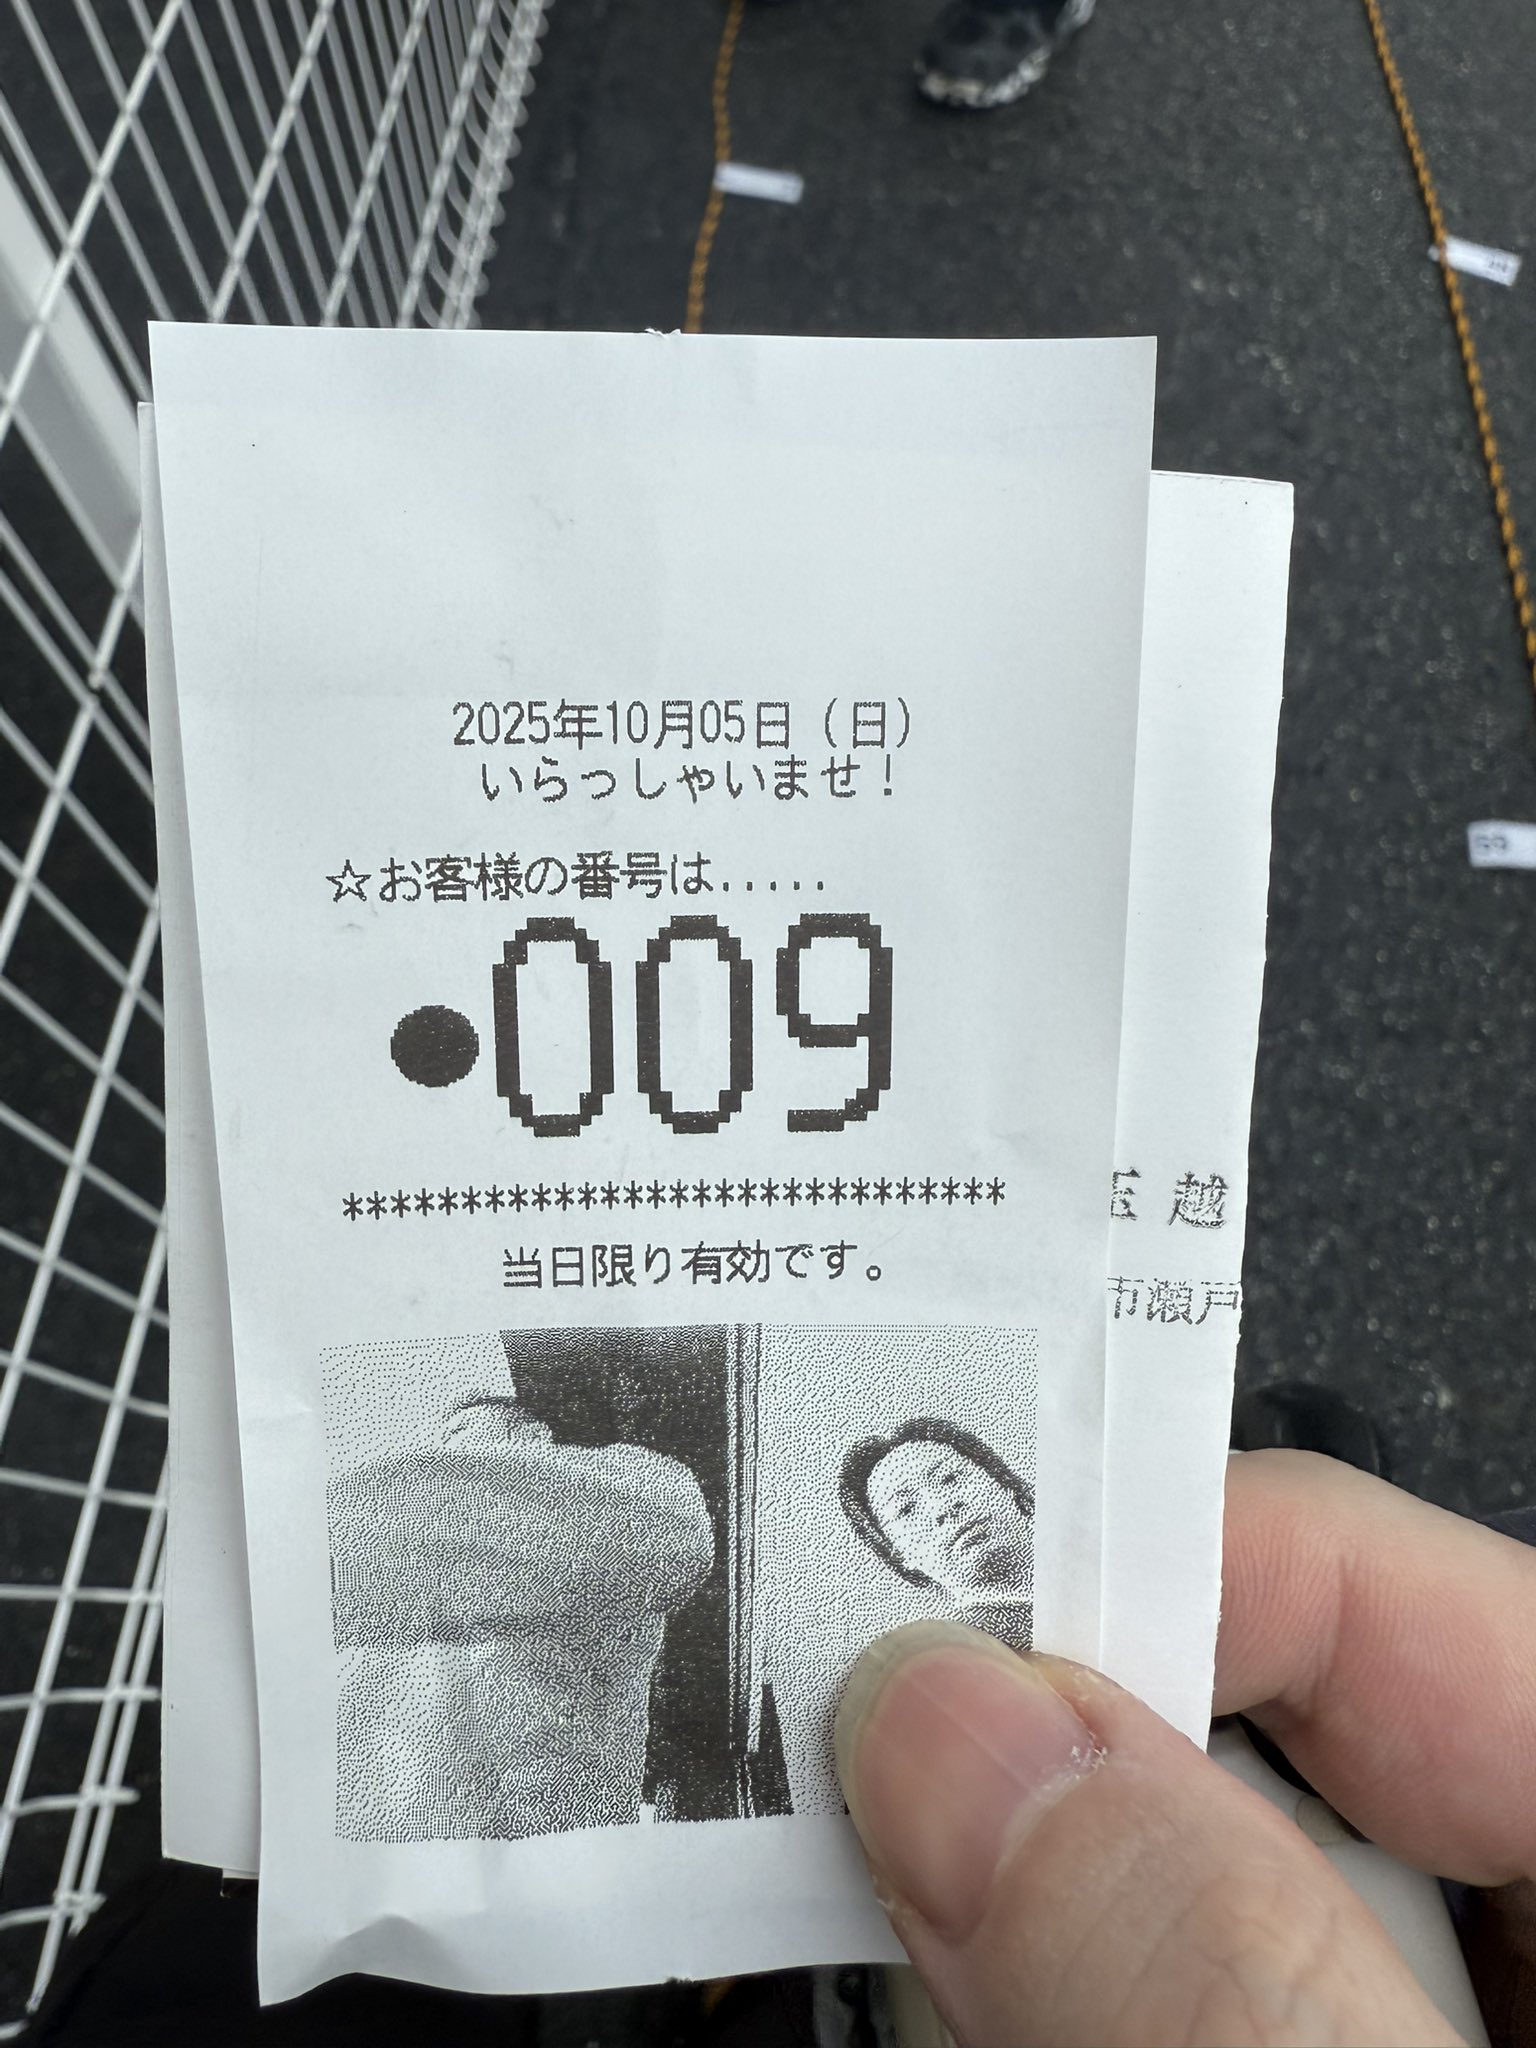 2025年10月05日（日）
いらっしゃいませ！
☆お客様の番号は.....
●009
****************************
当日限り有効です。
玉越
市瀬戸